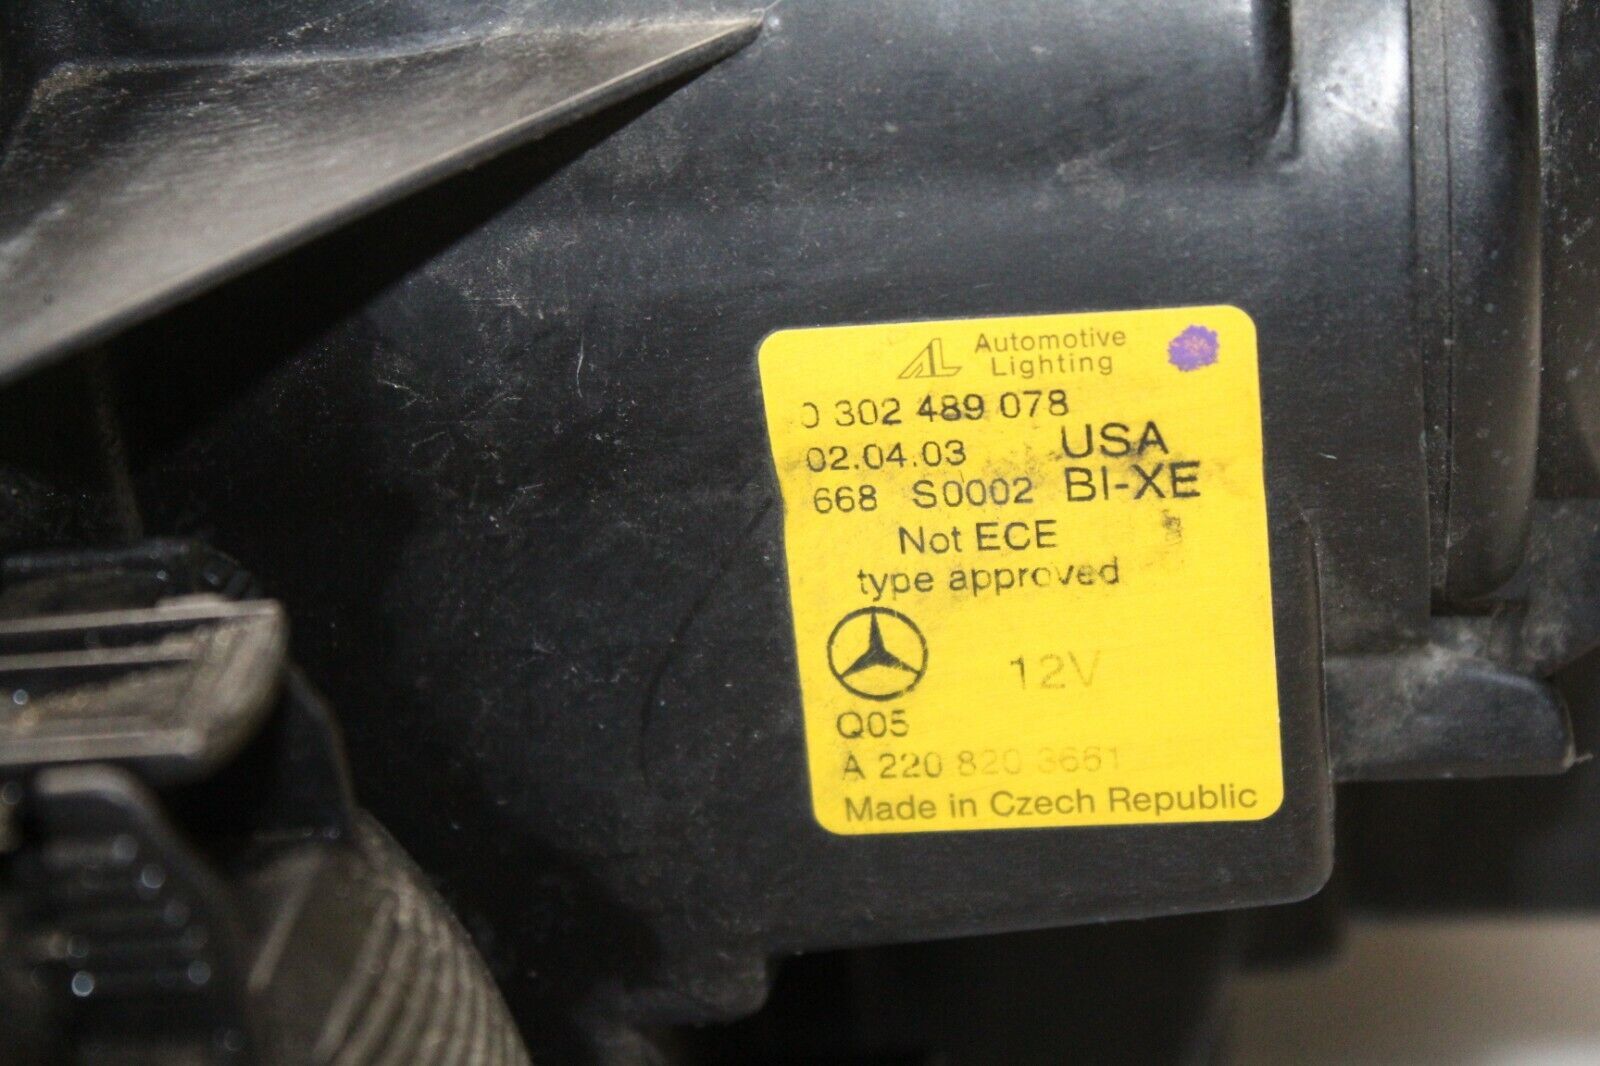 AL Automotive
Lighting
0 302 489 078
02.04.03 USA
668 S0002 BI-XE
Not ECE
type approved
12V
Q05
A 220 820 3661
Made in Czech Republic